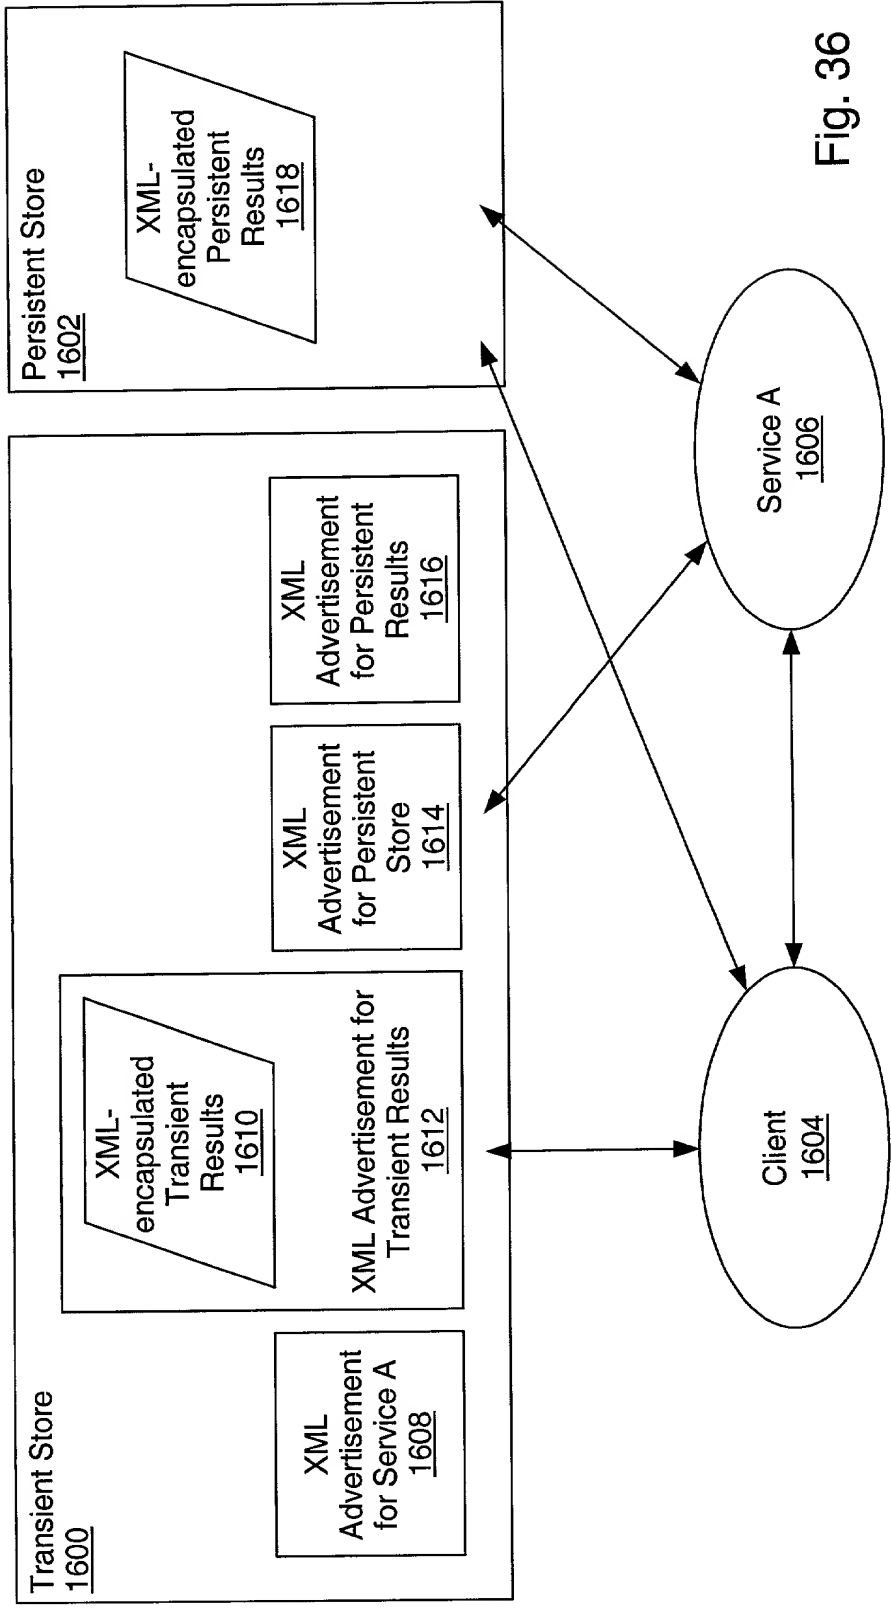 Transient Store
1600
XML
Advertisement
for Service A
1608
XML-
encapsulated
Transient
Results
1610
XML Advertisement for
Transient Results
1612
XML
Advertisement
for Persistent
Store
1614
XML
Advertisement
for Persistent
Results
1616
Persistent Store
1602
XML-
encapsulated
Persistent
Results
1618
Client
1604
Service A
1606
Fig. 36